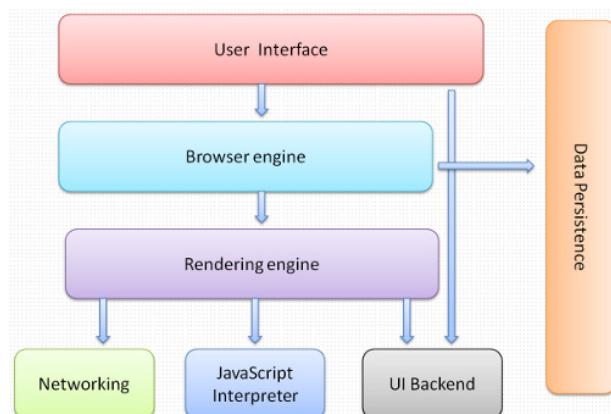 User Interface
Browser engine
Data Persistence
Rendering engine
Networking
JavaScript
Interpreter
UI Backend